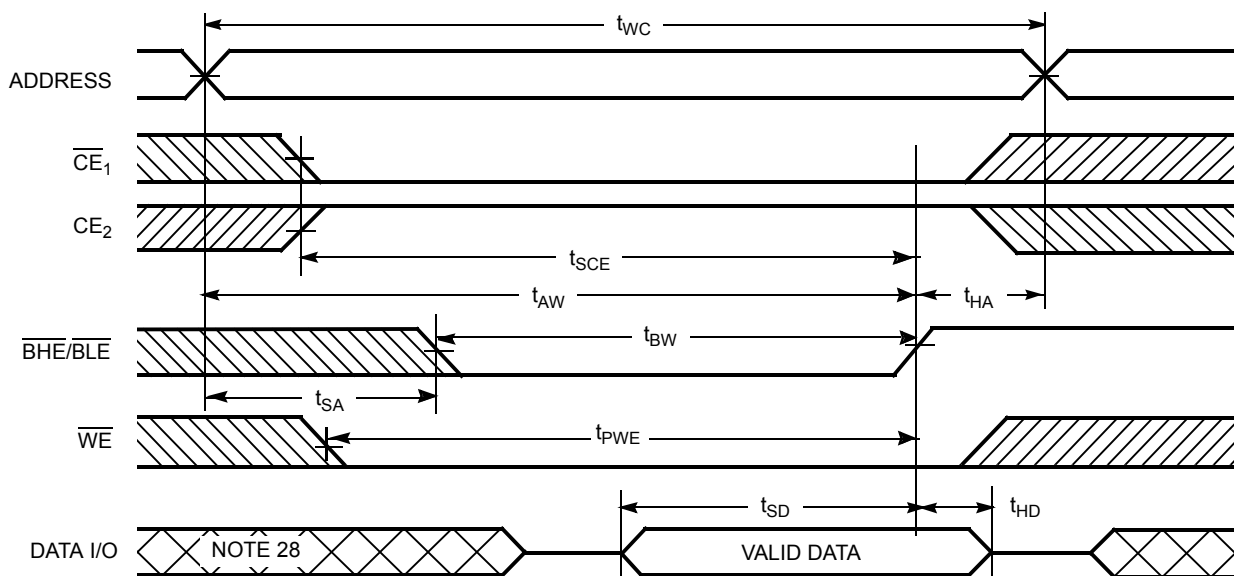 tWC
ADDRESS
CE1
CE2
tSCE
tAW
tHA
BHE/BLE
tBW
tSA
WE
tPWE
tSD
tHD
DATA I/O
NOTE 28
VALID DATA